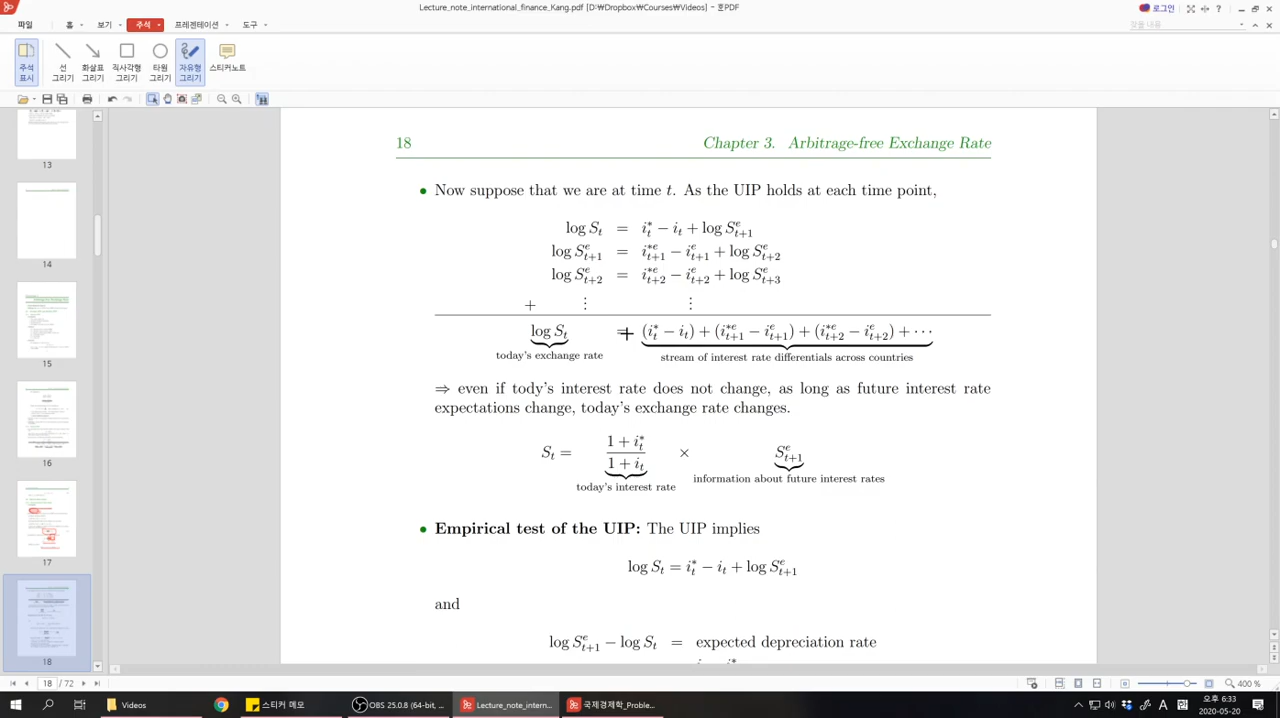 Lecture_note_international_finance_Kang.pdf [D:₩Dropbox₩Courses₩Videos] - 호PDF
로그인
파일 홈 보기 주석 프레젠테이션 도구
찾을 내용
주석 표시
선 그리기
화살표 그리기
직사각형 그리기
타원 그리기
자유형 그리기
스티커노트
13
14
15
16
17
18
18 Chapter 3. Arbitrage-free Exchange Rate
• Now suppose that we are at time t. As the UIP holds at each time point,
log S_t = i*_t − i_t + log S^e_{t+1}
log S^e_{t+1} = i^{*e}_{t+1} − i^e_{t+1} + log S^e_{t+2}
log S^e_{t+2} = i^{*e}_{t+2} − i^e_{t+2} + log S^e_{t+3}
+ ⋮ ⋮
log S_t = (i*_t − i_t) + (i^{*e}_{t+1} − i^e_{t+1}) + (i^{*e}_{t+2} − i^e_{t+2}) + ···
today's exchange rate stream of interest rate differentials across countries
⇒ even if tody's interest rate does not change, as long as future interest rate
expectations change, today's exchange rate changes.
S_t = (1 + i*_t)/(1 + i_t) × S^e_{t+1}
today's interest rate information about future interest rates
• Empirical test of the UIP: The UIP implies
log S_t = i*_t − i_t + log S^e_{t+1}
and
log S^e_{t+1} − log S_t = expected depreciation rate
18 / 72
400 %
Videos
스티커 메모
OBS 25.0.8 (64-bit, ...
Lecture_note_intern...
국제경제학_Proble...
A
오후 6:33
2020-05-20